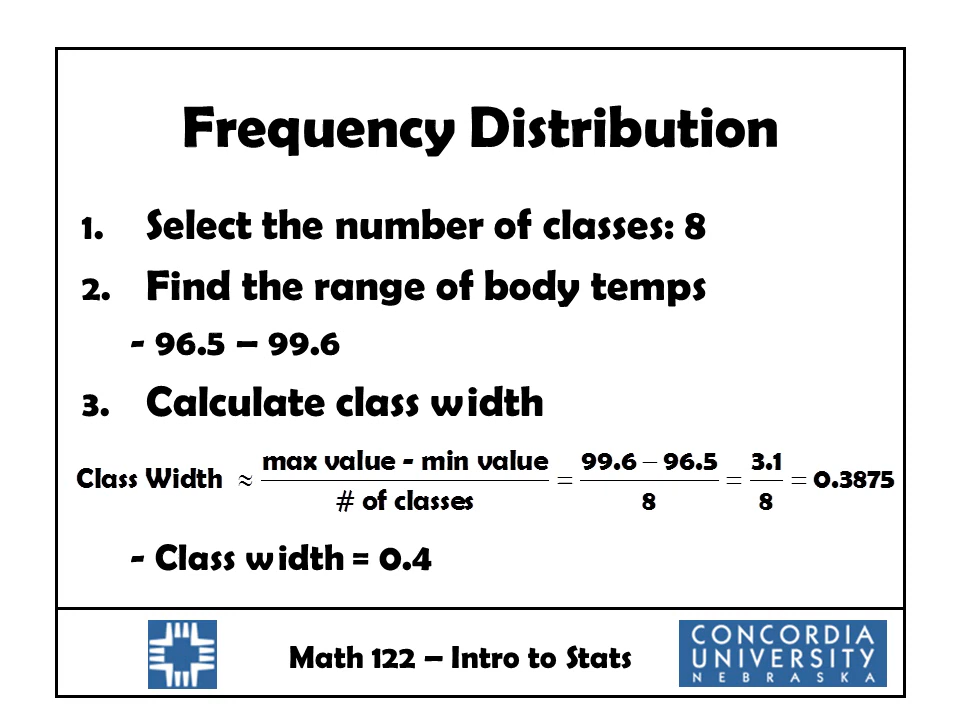 Frequency Distribution
1. Select the number of classes: 8
2. Find the range of body temps
- 96.5 – 99.6
3. Calculate class width
Class Width ≈ (max value - min value) / (# of classes) = (99.6 − 96.5) / 8 = 3.1 / 8 = 0.3875
- Class width = 0.4
Math 122 – Intro to Stats
CONCORDIA
UNIVERSITY
NEBRASKA